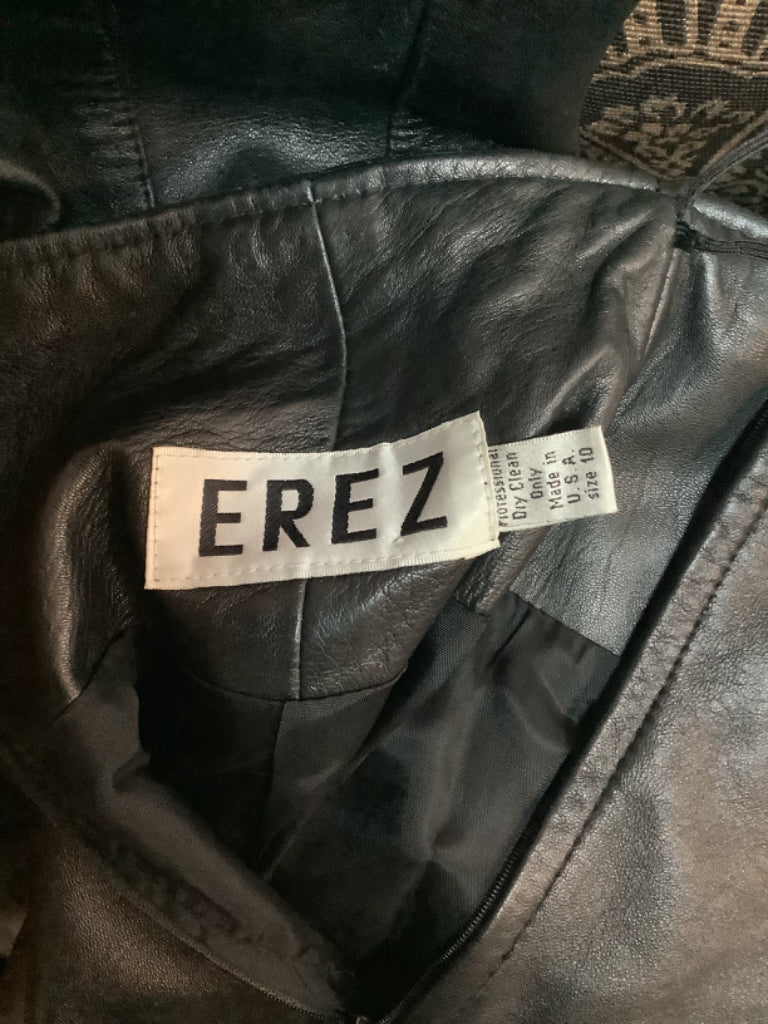 EREZ
Professional
Dry Clean
Only
Made in
U.S.A.
size 10